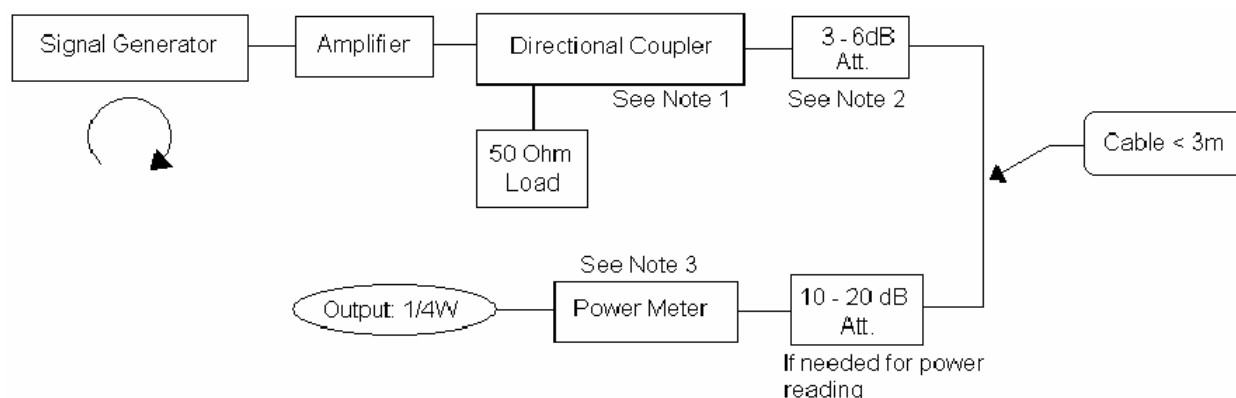 Signal Generator
Amplifier
Directional Coupler
3 - 6dB
Att.
See Note 1
See Note 2
50 Ohm
Load
Cable < 3m
See Note 3
Output: 1/4W
Power Meter
10 - 20 dB
Att.
If needed for power
reading